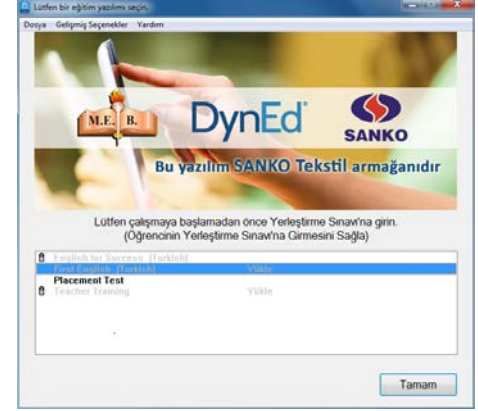 Lütfen bir eğitim yazılımı seçin.
Dosya Gelişmiş Seçenekler Yardım
M.E. B.
DynEd
SANKO
Bu yazılım SANKO Tekstil armağanıdır
Lütfen çalışmaya başlamadan önce Yerleştirme Sınavı'na girin.
(Öğrencinin Yerleştirme Sınavı'na Girmesini Sağla)
English for Success (Turkish)
First English (Turkish) Yükle
Placement Test
Teacher Training Yükle
Tamam